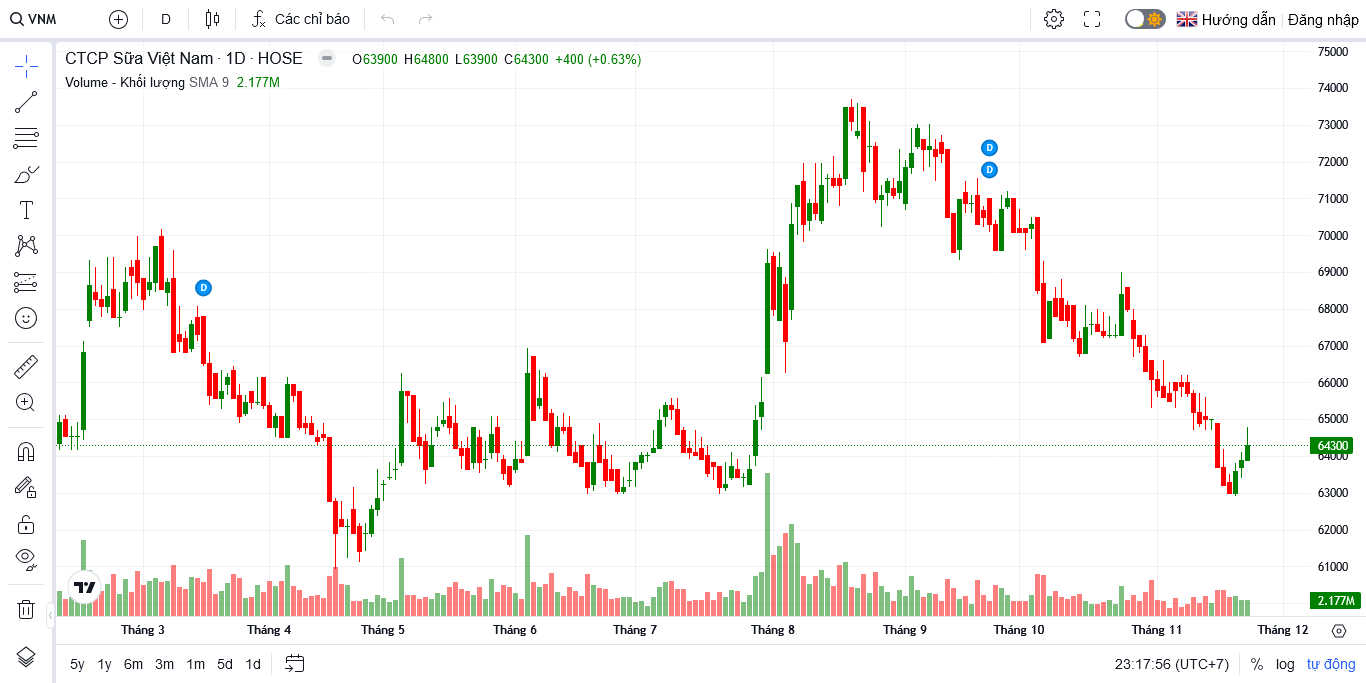 VNM D Các chỉ báo Hướng dẫn Đăng nhập
CTCP Sữa Việt Nam · 1D · HOSE O63900 H64800 L63900 C64300 +400 (+0.63%)
Volume - Khối lượng SMA 9 2.177M
75000
74000
73000
72000
71000
70000
69000
68000
67000
66000
65000
64300
64000
63000
62000
61000
2.177M
D
D
D
Tháng 3 Tháng 4 Tháng 5 Tháng 6 Tháng 7 Tháng 8 Tháng 9 Tháng 10 Tháng 11 Tháng 12
5y 1y 6m 3m 1m 5d 1d 23:17:56 (UTC+7) % log tự động